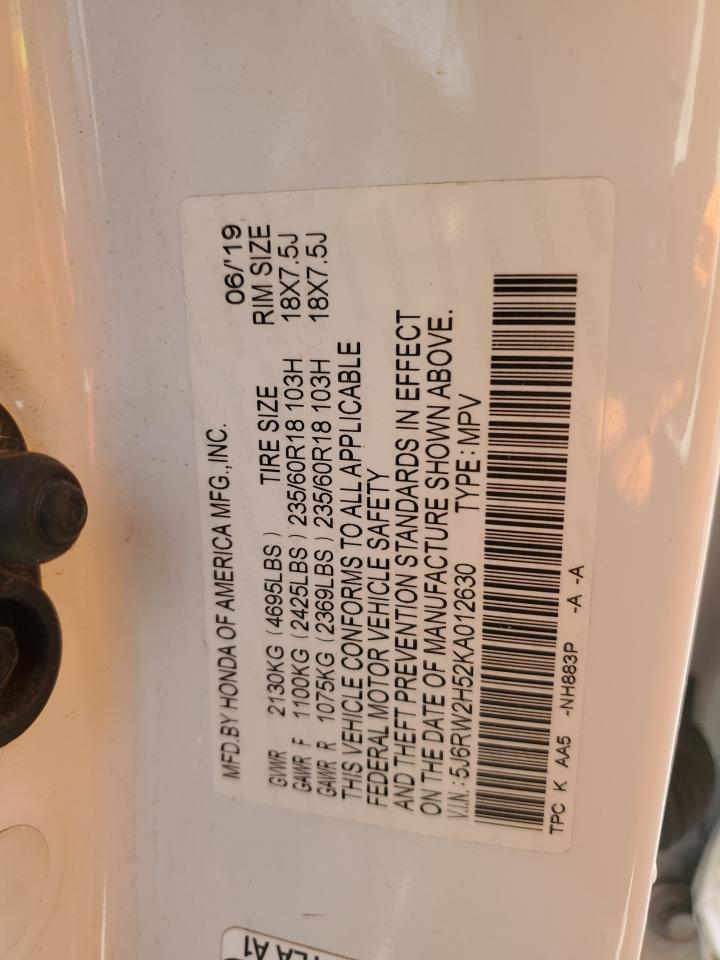 MFD.BY HONDA OF AMERICA MFG.,INC. 06/'19
GVWR 2130KG (4695LBS) TIRE SIZE RIM SIZE
GAWR F 1100KG (2425LBS) 235/60R18 103H 18X7.5J
GAWR R 1075KG (2369LBS) 235/60R18 103H 18X7.5J
THIS VEHICLE CONFORMS TO ALL APPLICABLE
FEDERAL MOTOR VEHICLE SAFETY
AND THEFT PREVENTION STANDARDS IN EFFECT
ON THE DATE OF MANUFACTURE SHOWN ABOVE.
V.I.N.: 5J6RW2H52KA012630 TYPE: MPV
TPC K AA5 -NH883P -A -A